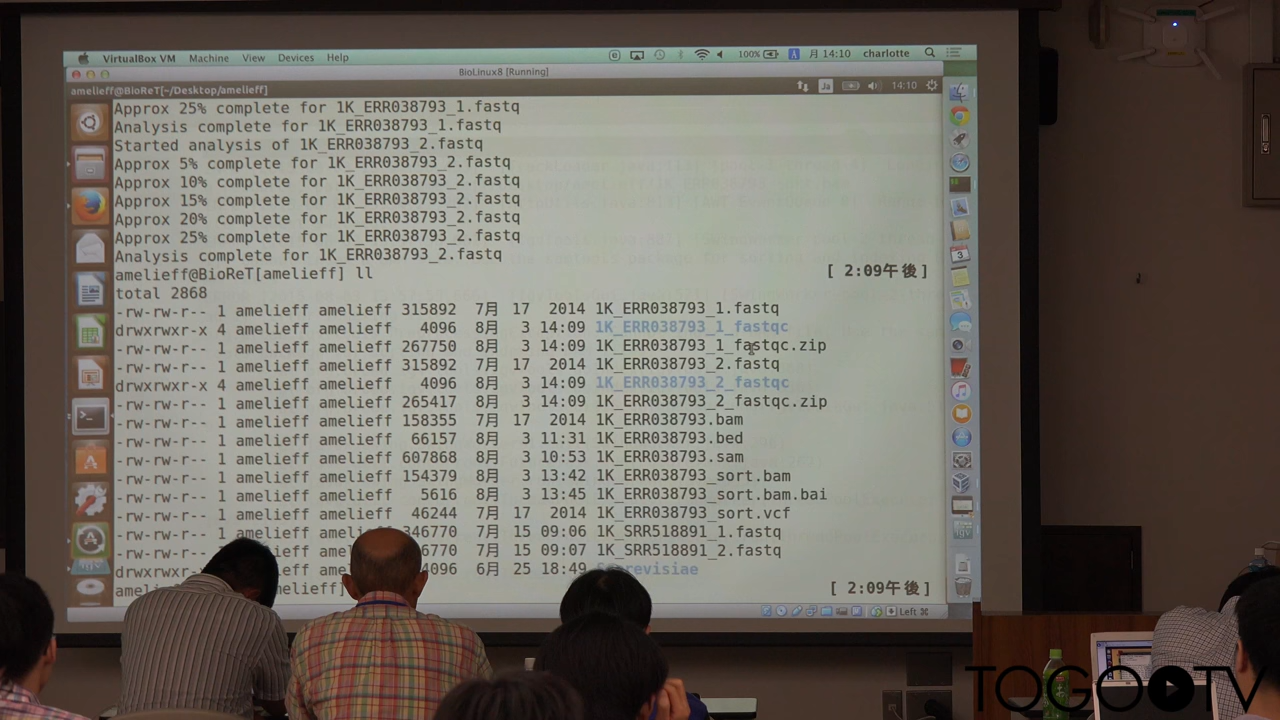 VirtualBox VM Machine View Devices Help 100% A 月 14:10 charlotte
BioLinux8 [Running]
amelieff@BioReT[~/Desktop/amelieff] Ja 14:10
Approx 25% complete for 1K_ERR038793_1.fastq
Analysis complete for 1K_ERR038793_1.fastq
Started analysis of 1K_ERR038793_2.fastq
Approx 5% complete for 1K_ERR038793_2.fastq
Approx 10% complete for 1K_ERR038793_2.fastq
Approx 15% complete for 1K_ERR038793_2.fastq
Approx 20% complete for 1K_ERR038793_2.fastq
Approx 25% complete for 1K_ERR038793_2.fastq
Analysis complete for 1K_ERR038793_2.fastq
amelieff@BioReT[amelieff] ll [ 2:09午後]
total 2868
-rw-rw-r-- 1 amelieff amelieff 315892 7月 17 2014 1K_ERR038793_1.fastq
drwxrwxr-x 4 amelieff amelieff 4096 8月 3 14:09 1K_ERR038793_1_fastqc
-rw-rw-r-- 1 amelieff amelieff 267750 8月 3 14:09 1K_ERR038793_1_fastqc.zip
-rw-rw-r-- 1 amelieff amelieff 315892 7月 17 2014 1K_ERR038793_2.fastq
drwxrwxr-x 4 amelieff amelieff 4096 8月 3 14:09 1K_ERR038793_2_fastqc
-rw-rw-r-- 1 amelieff amelieff 265417 8月 3 14:09 1K_ERR038793_2_fastqc.zip
-rw-rw-r-- 1 amelieff amelieff 158355 7月 17 2014 1K_ERR038793.bam
-rw-rw-r-- 1 amelieff amelieff 66157 8月 3 11:31 1K_ERR038793.bed
-rw-rw-r-- 1 amelieff amelieff 607868 8月 3 10:53 1K_ERR038793.sam
-rw-rw-r-- 1 amelieff amelieff 154379 8月 3 13:42 1K_ERR038793_sort.bam
-rw-rw-r-- 1 amelieff amelieff 5616 8月 3 13:45 1K_ERR038793_sort.bam.bai
-rw-rw-r-- 1 amelieff amelieff 46244 7月 17 2014 1K_ERR038793_sort.vcf
-rw-rw-r-- 1 amelieff amelieff 346770 7月 15 09:06 1K_SRR518891_1.fastq
-rw-rw-r-- 1 amelieff 7月 15 09:07 1K_SRR518891_2.fastq
drwxrwxr-x amelieff 4096 6月 25 18:49
[ 2:09午後]
Left ⌘
TOGO TV